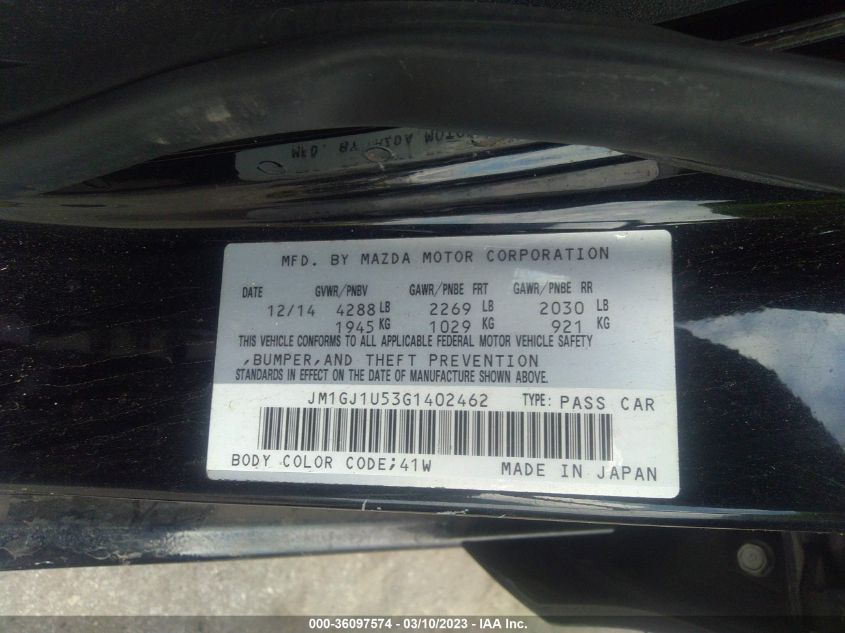 MFD. BY MAZDA MOTOR CORPORATION
DATE GVWR/PNBV GAWR/PNBE FRT GAWR/PNBE RR
12/14 4288 LB 2269 LB 2030 LB
1945 KG 1029 KG 921 KG
THIS VEHICLE CONFORMS TO ALL APPLICABLE FEDERAL MOTOR VEHICLE SAFETY
,BUMPER,AND THEFT PREVENTION
STANDARDS IN EFFECT ON THE DATE OF MANUFACTURE SHOWN ABOVE.
JM1GJ1U53G1402462 TYPE: PASS CAR
BODY COLOR CODE;41W MADE IN JAPAN
000-36097574 — 03/10/2023 — IAA Inc.